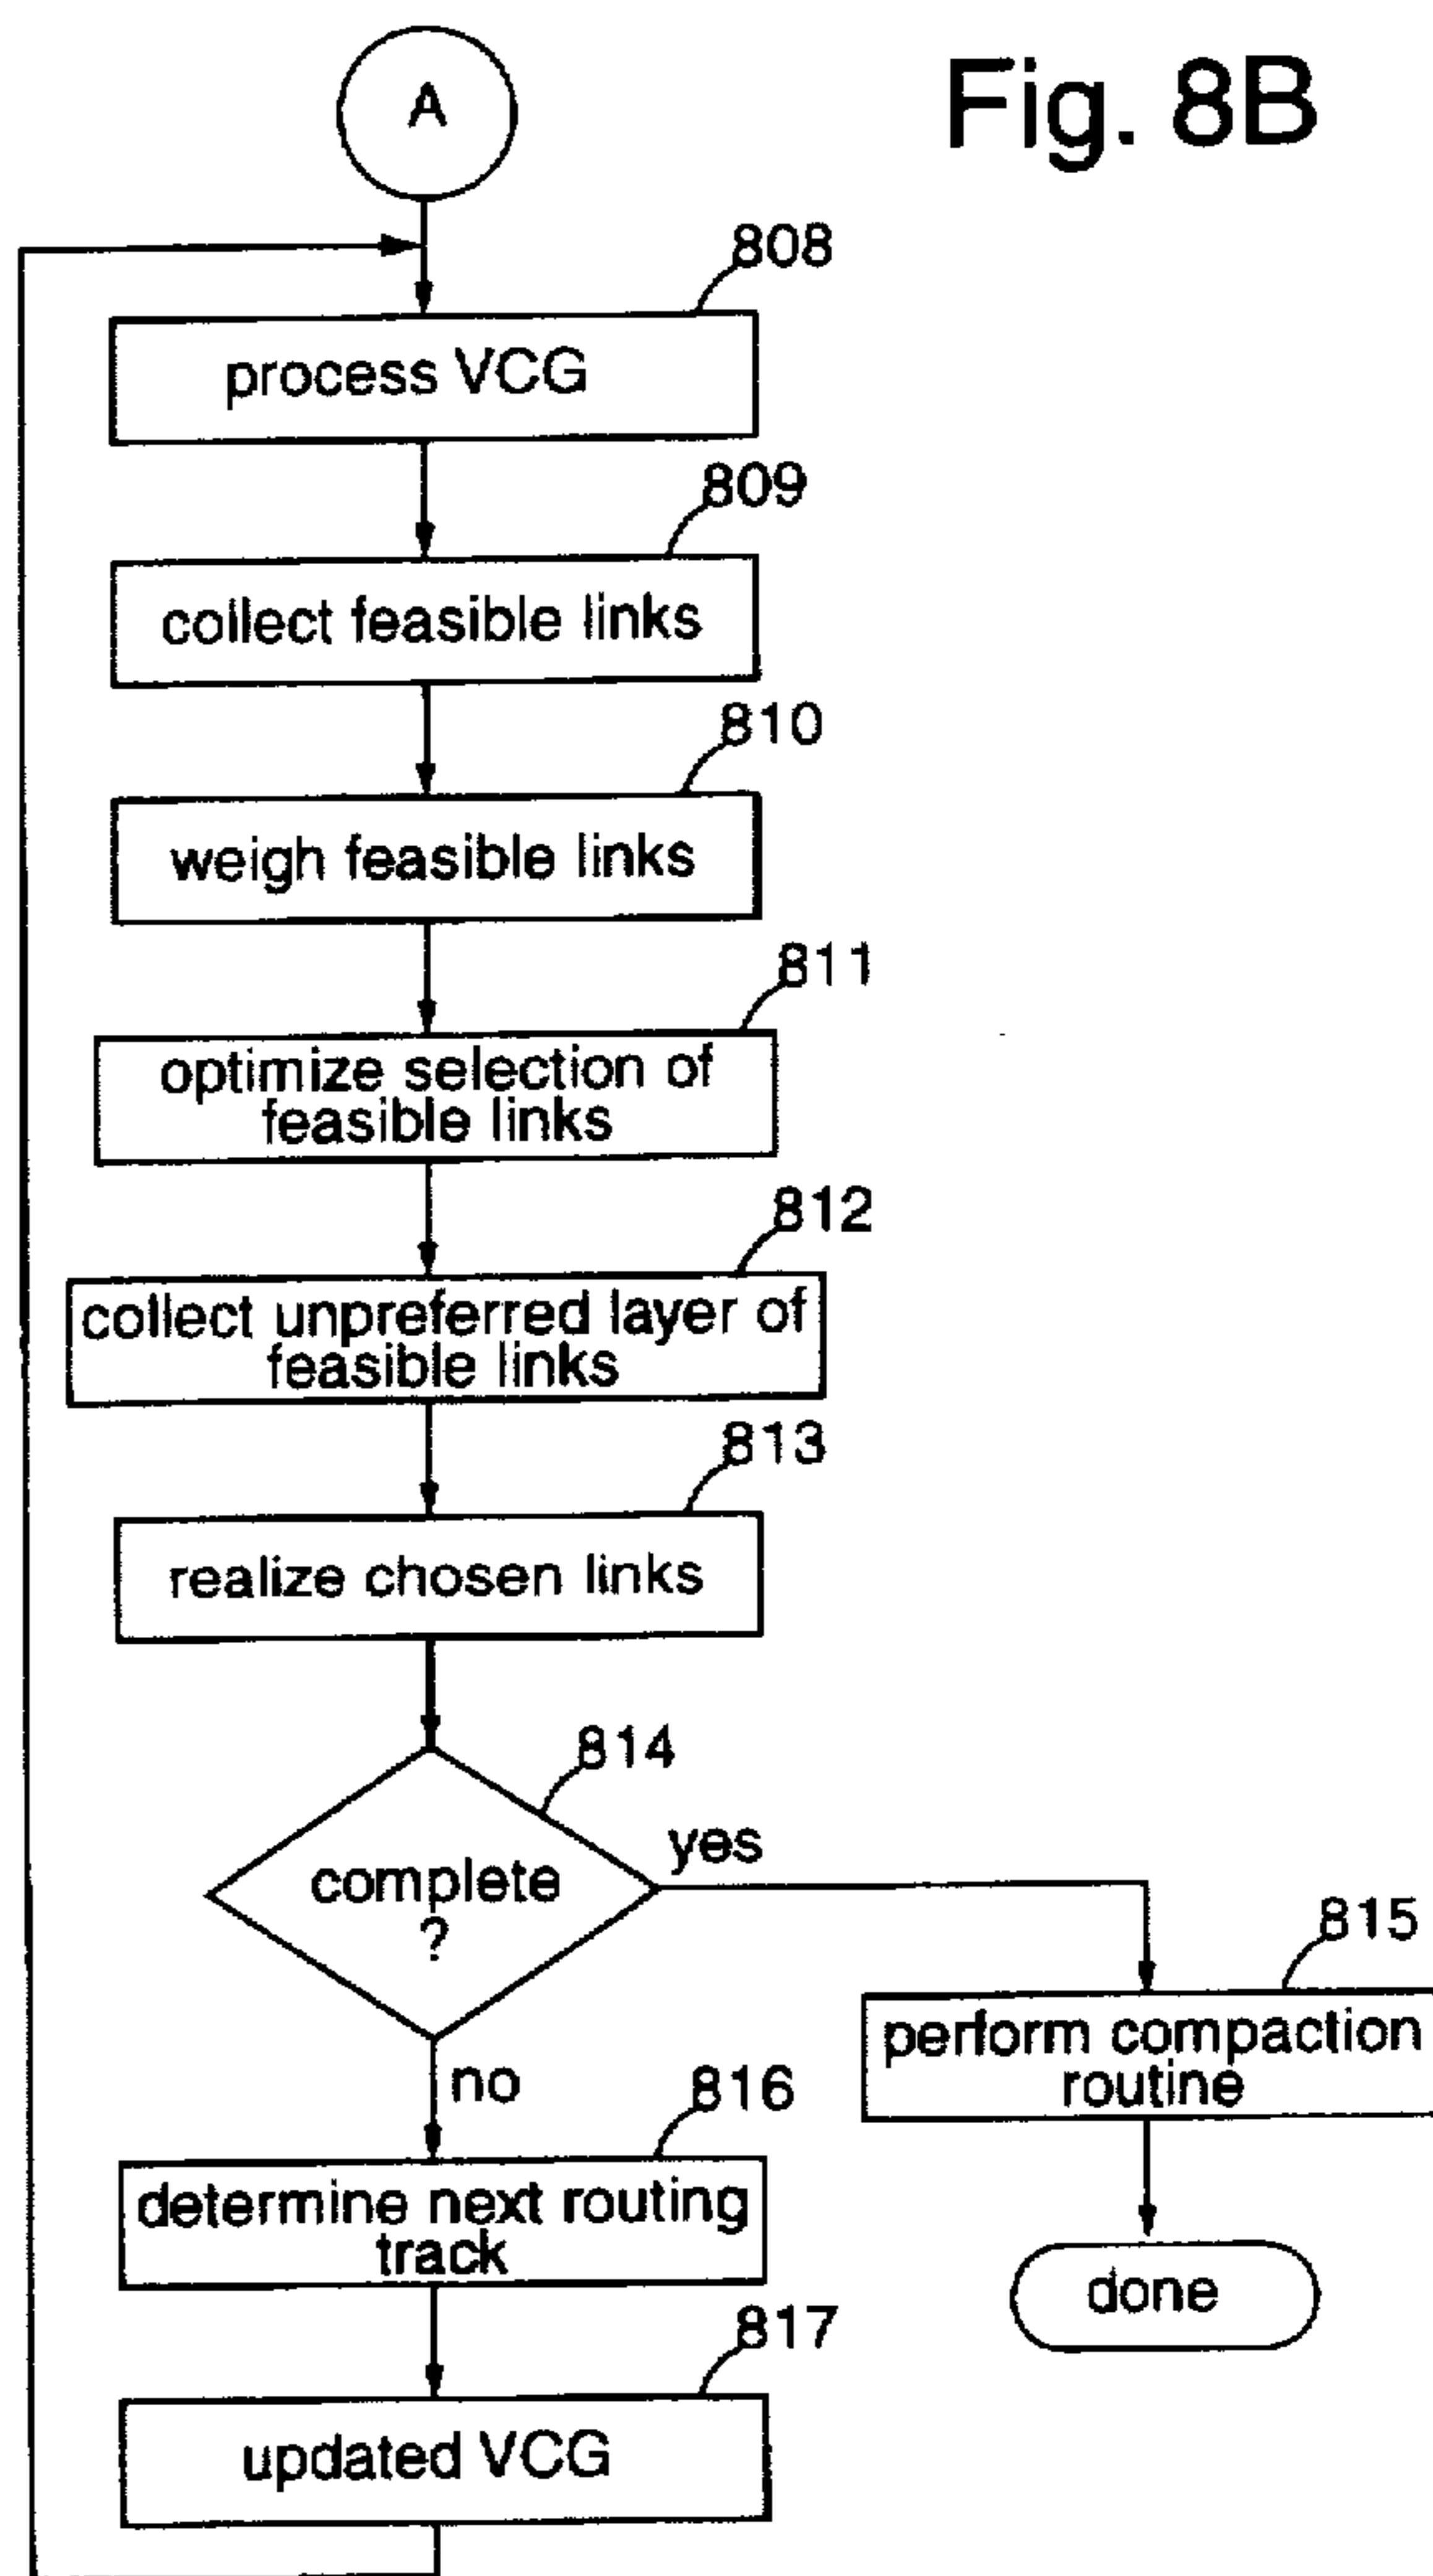 Fig. 8B
A
808
process VCG
809
collect feasible links
810
weigh feasible links
811
optimize selection of
feasible links
812
collect unpreferred layer of
feasible links
813
realize chosen links
814
complete
?
yes
815
perform compaction
routine
no
816
determine next routing
track
done
817
updated VCG